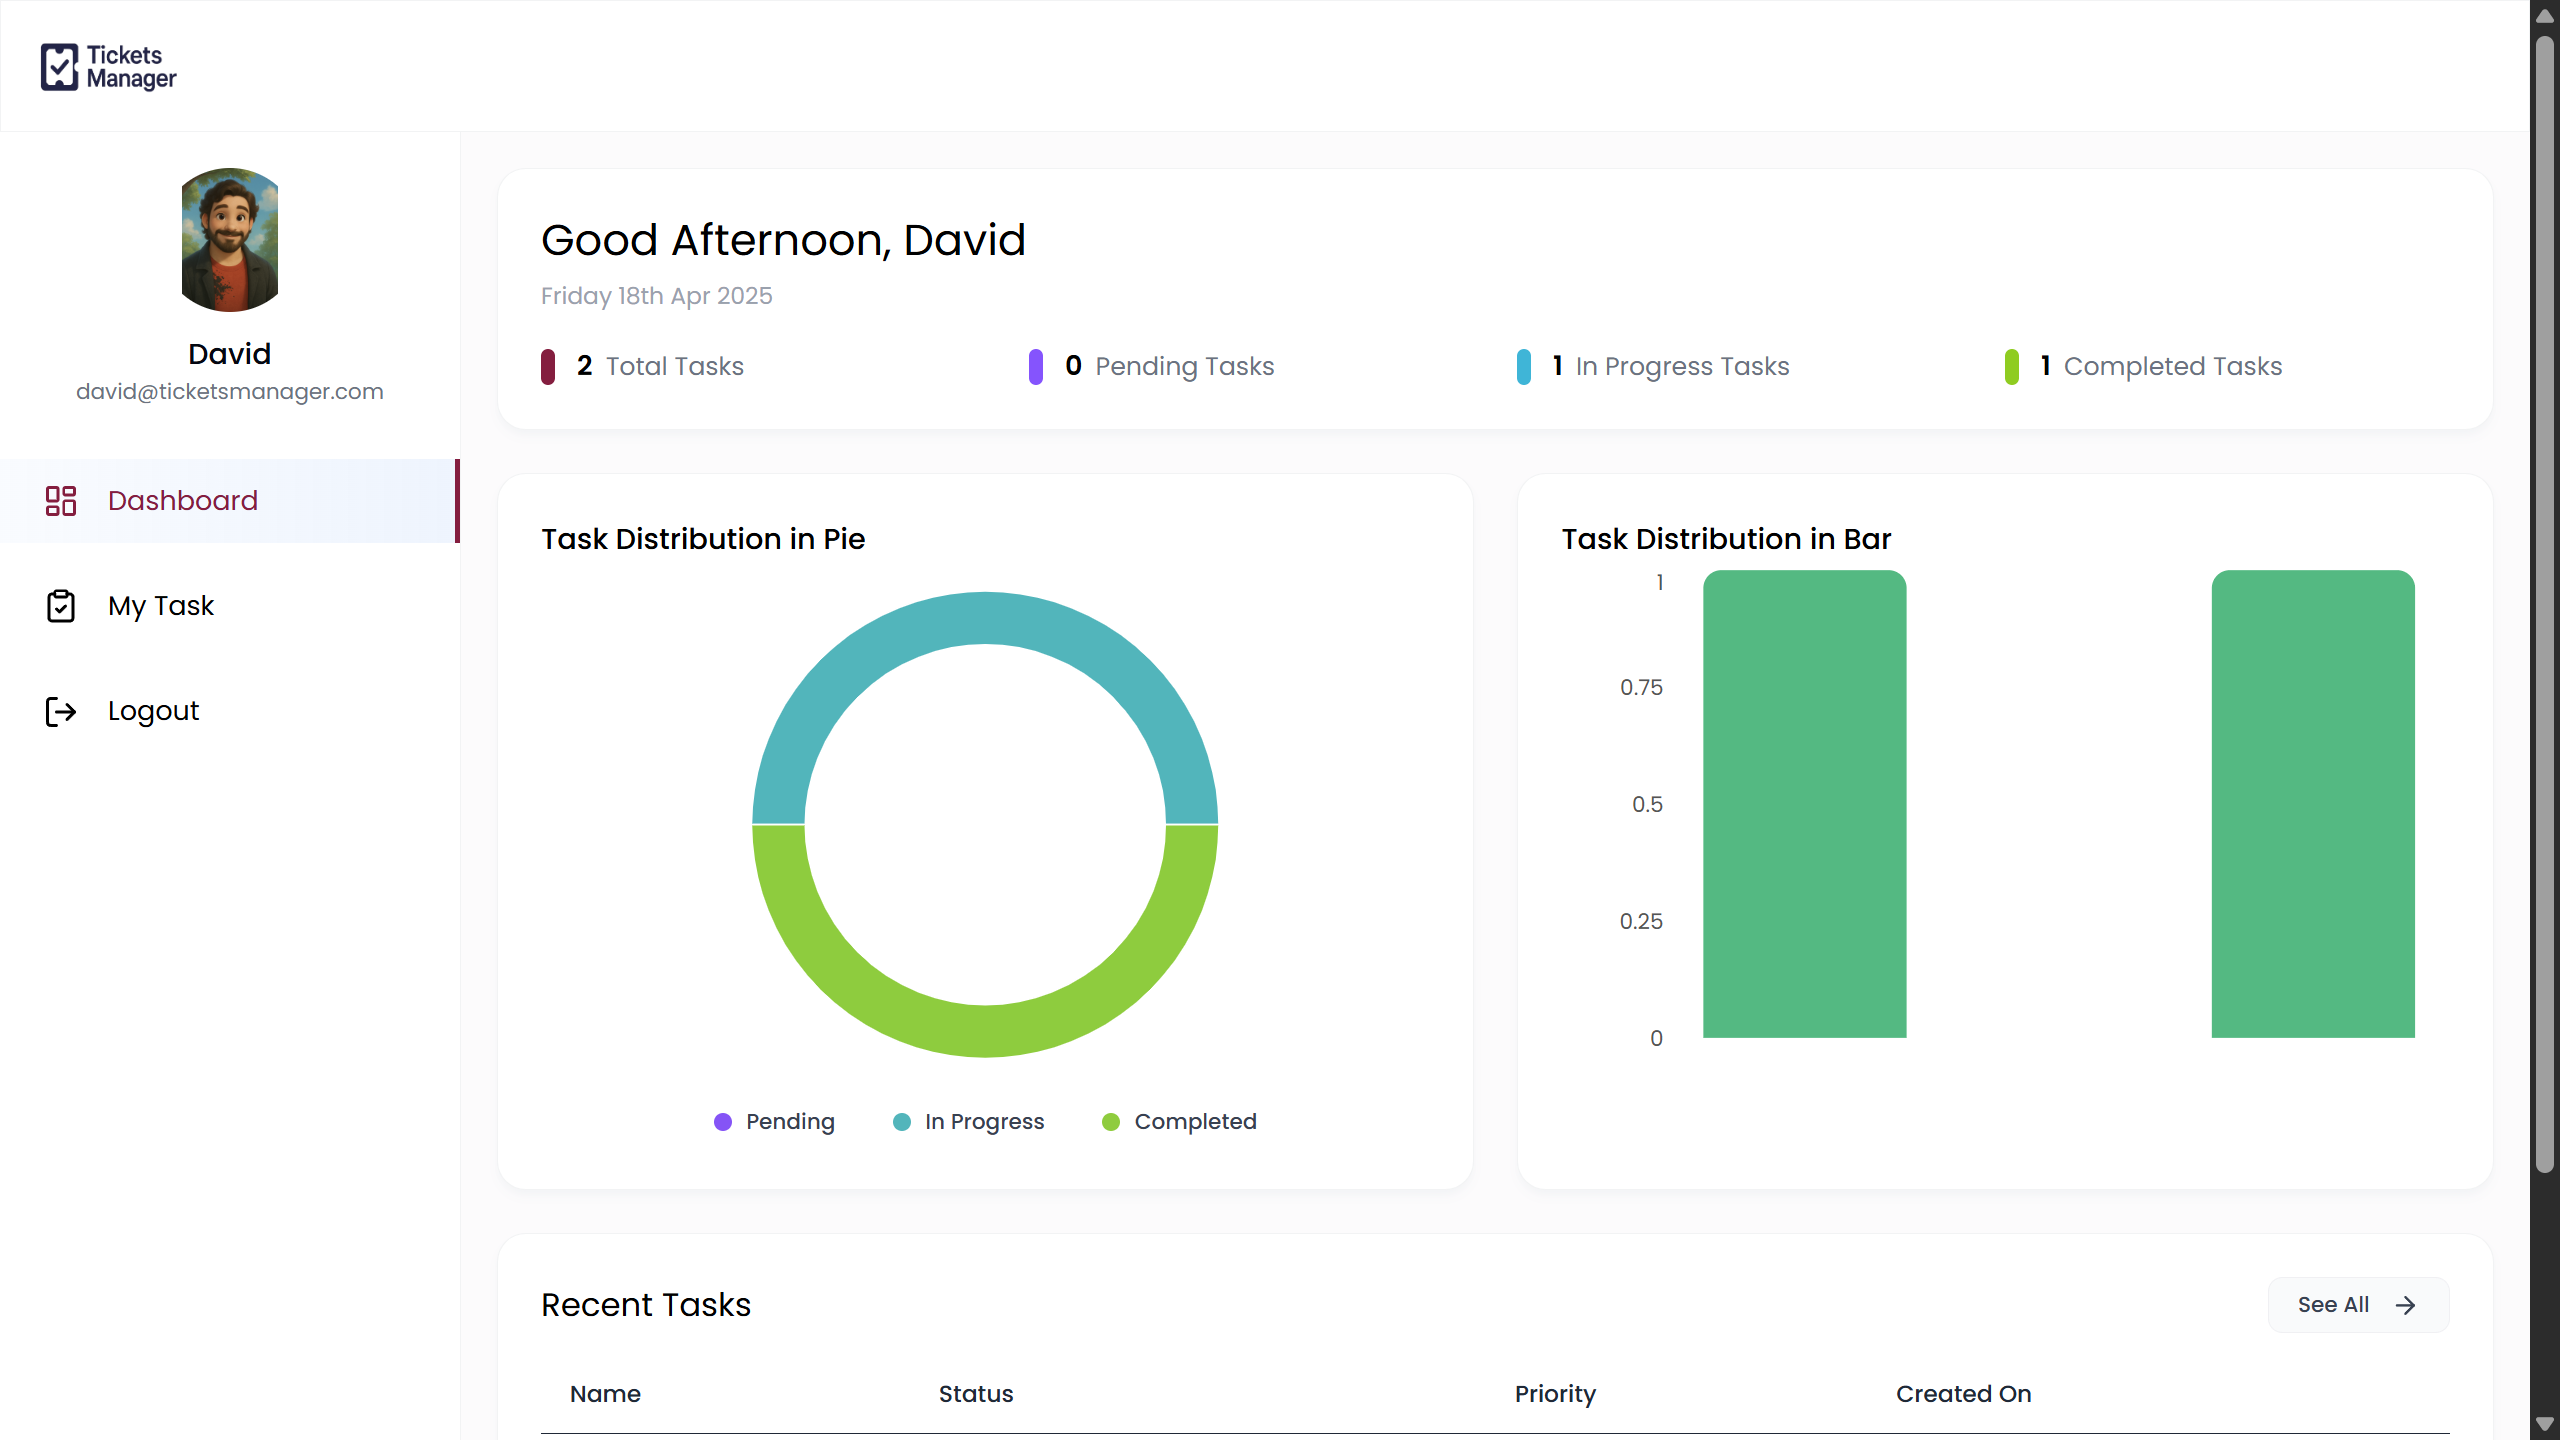 Tickets
Manager
David
david@ticketsmanager.com
Dashboard
My Task
Logout
Good Afternoon, David
Friday 18th Apr 2025
2 Total Tasks
0 Pending Tasks
1 In Progress Tasks
1 Completed Tasks
Task Distribution in Pie
Pending
In Progress
Completed
Task Distribution in Bar
1
0.75
0.5
0.25
0
Recent Tasks
See All
Name Status Priority Created On